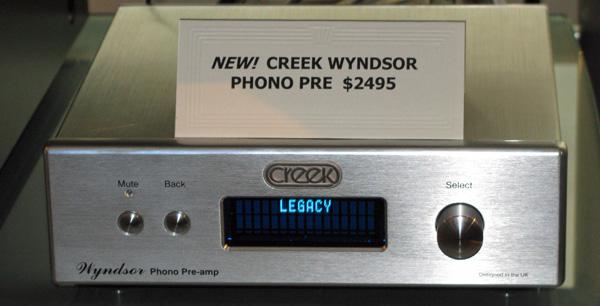 NEW! CREEK WYNDSOR
PHONO PRE $2495
Creek
Mute
Back
Select
LEGACY
Wyndsor Phono Pre-amp
Designed in the UK